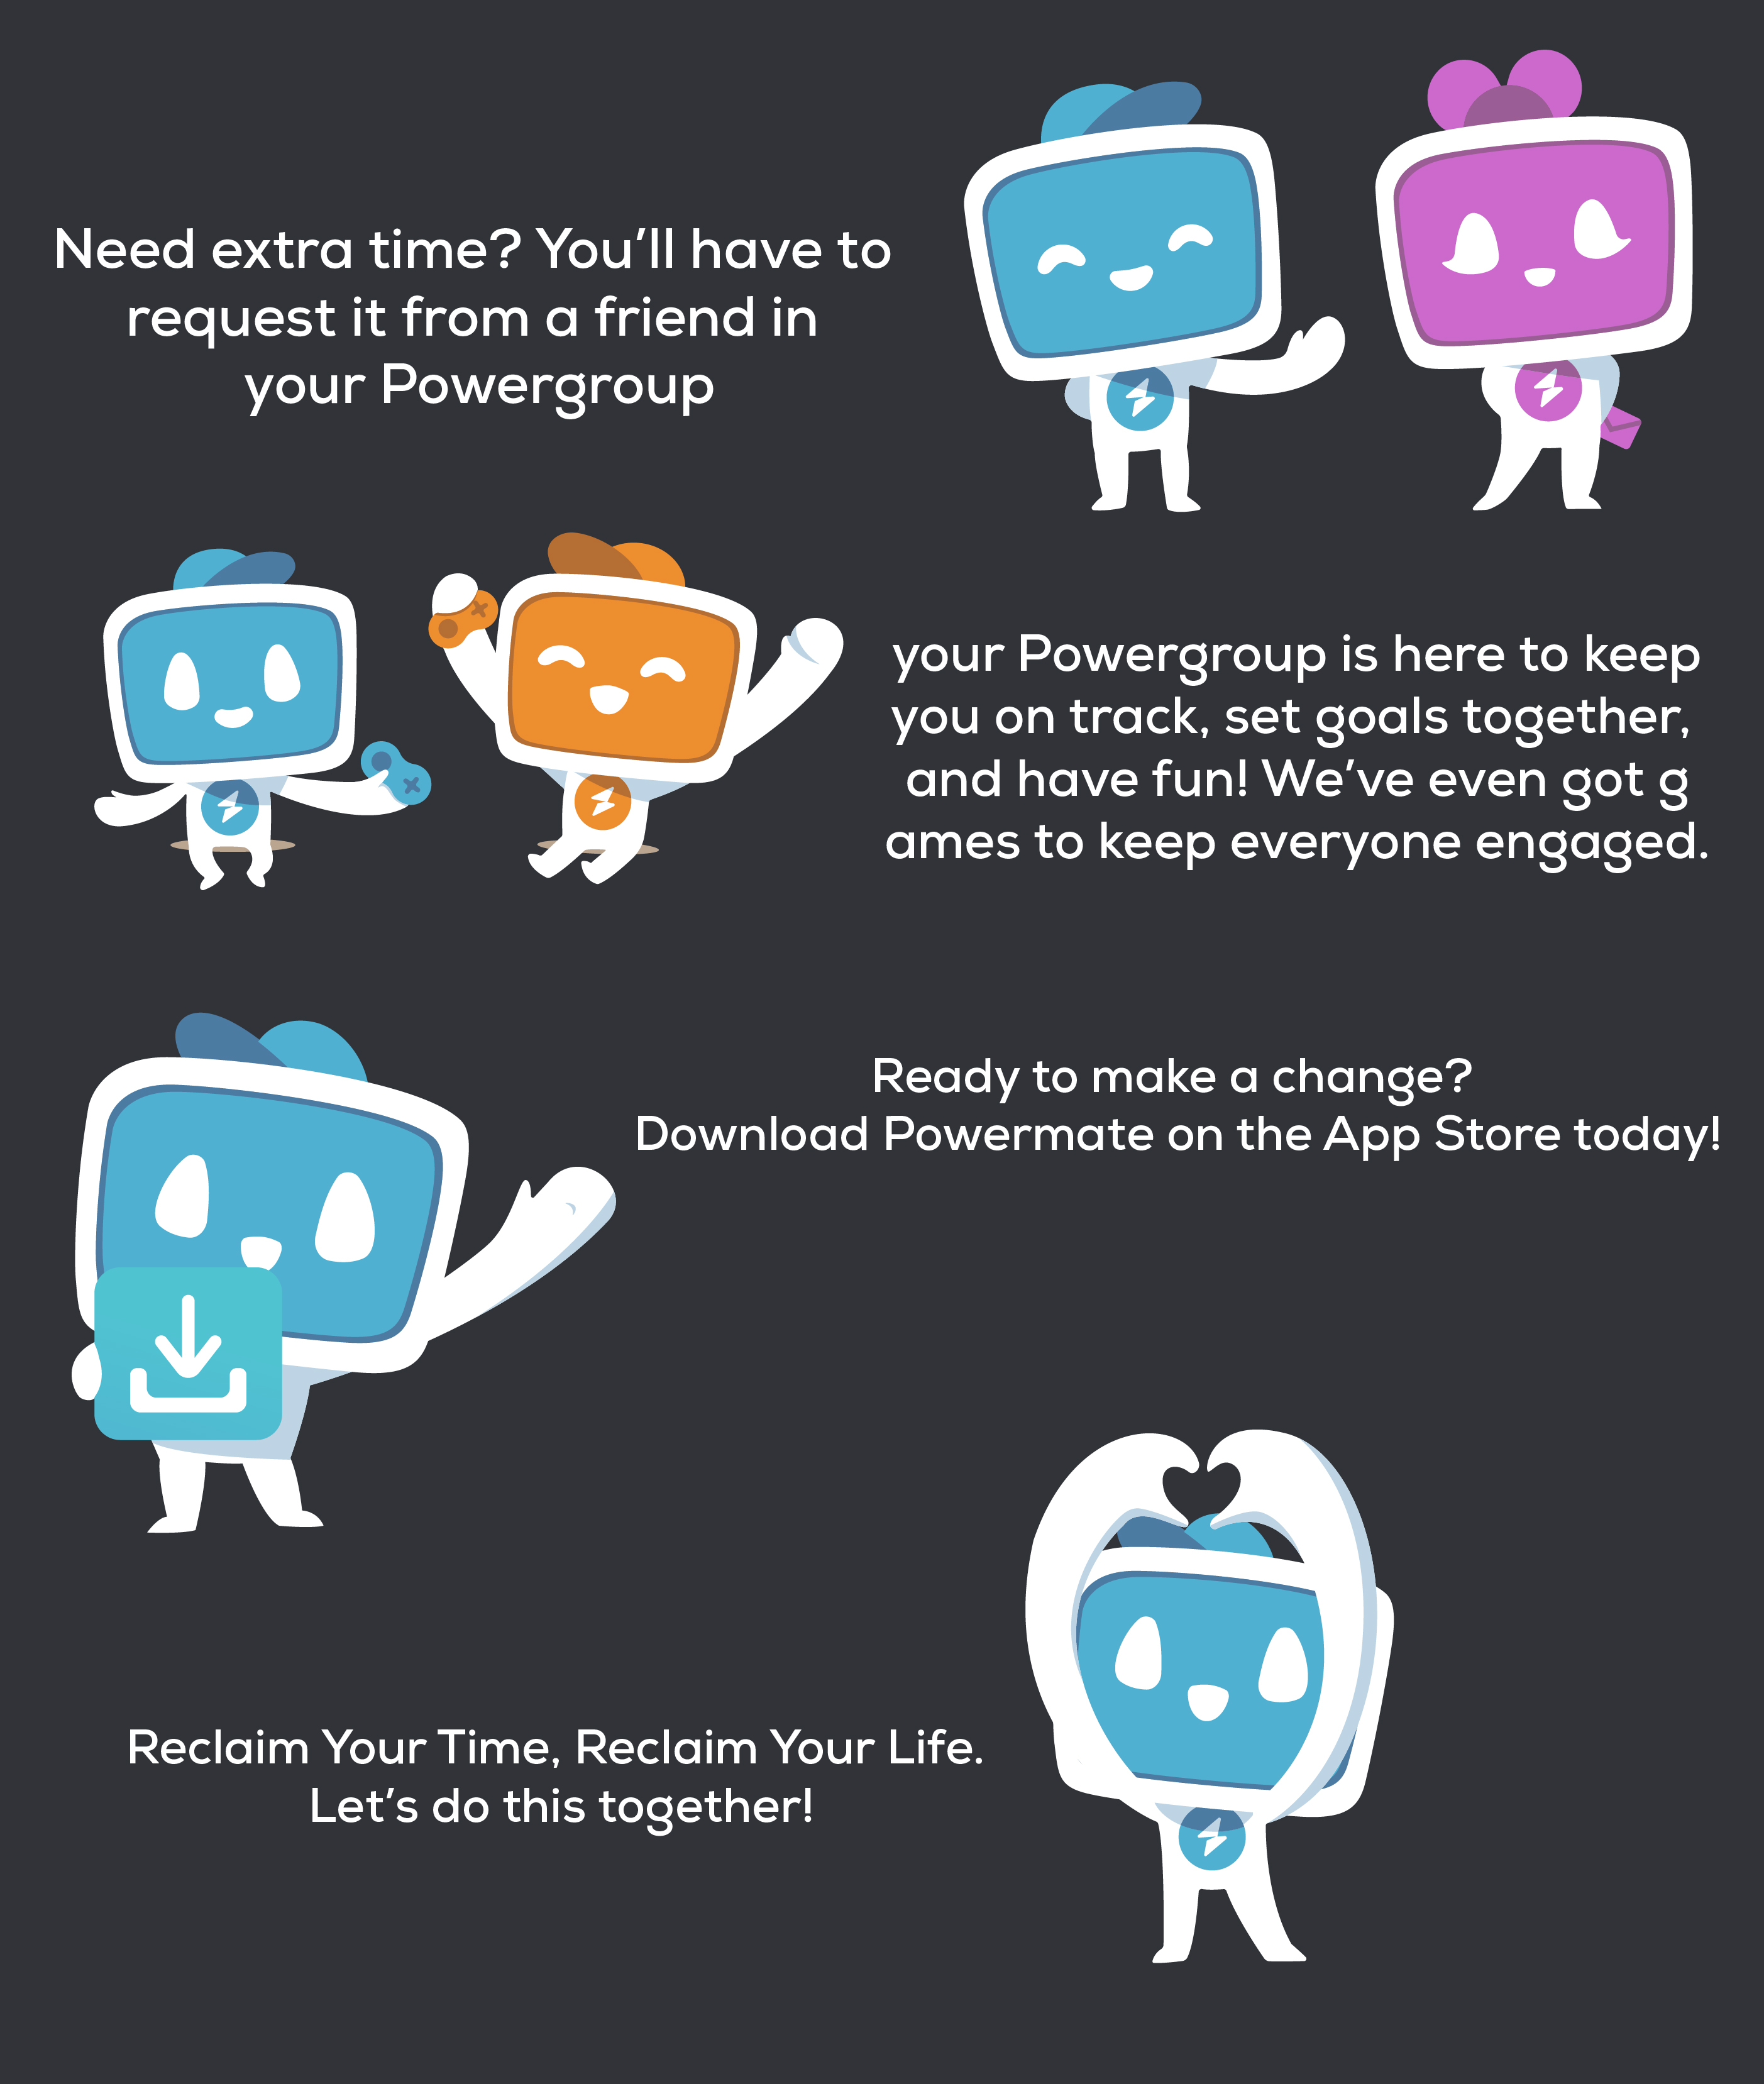 Need extra time? You’ll have to
request it from a friend in
your Powergroup
your Powergroup is here to keep
you on track, set goals together,
and have fun! We’ve even got g
ames to keep everyone engaged.
Ready to make a change?
Download Powermate on the App Store today!
Reclaim Your Time, Reclaim Your Life.
Let’s do this together!